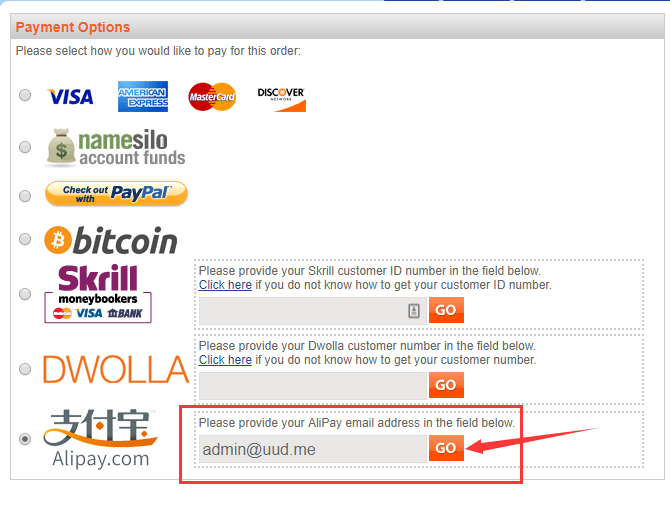 Payment Options
Please select how you would like to pay for this order:
VISA
AMERICAN EXPRESS
MasterCard
DISCOVER
NETWORK
$
namesilo
account funds
Check out with PayPal
bitcoin
Skrill
moneybookers
MasterCard VISA BANK
Please provide your Skrill customer ID number in the field below.
Click here if you do not know how to get your customer ID number.
GO
DWOLLA
Please provide your Dwolla customer number in the field below.
Click here if you do not know how to get your customer number.
GO
支付宝
Alipay.com
Please provide your AliPay email address in the field below.
admin@uud.me
GO